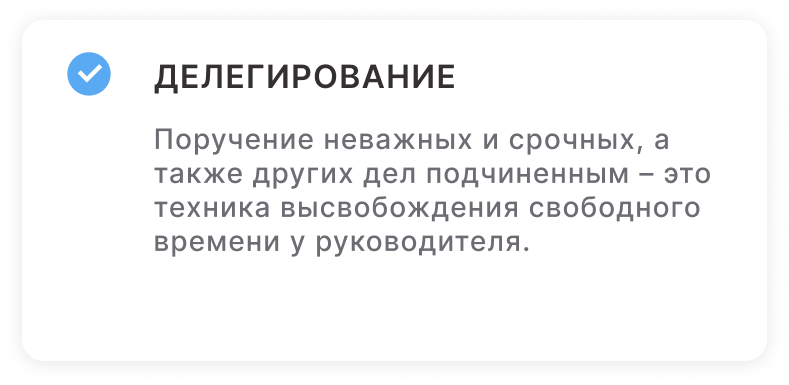 ДЕЛЕГИРОВАНИЕ
Поручение неважных и срочных, а
также других дел подчиненным – это
техника высвобождения свободного
времени у руководителя.